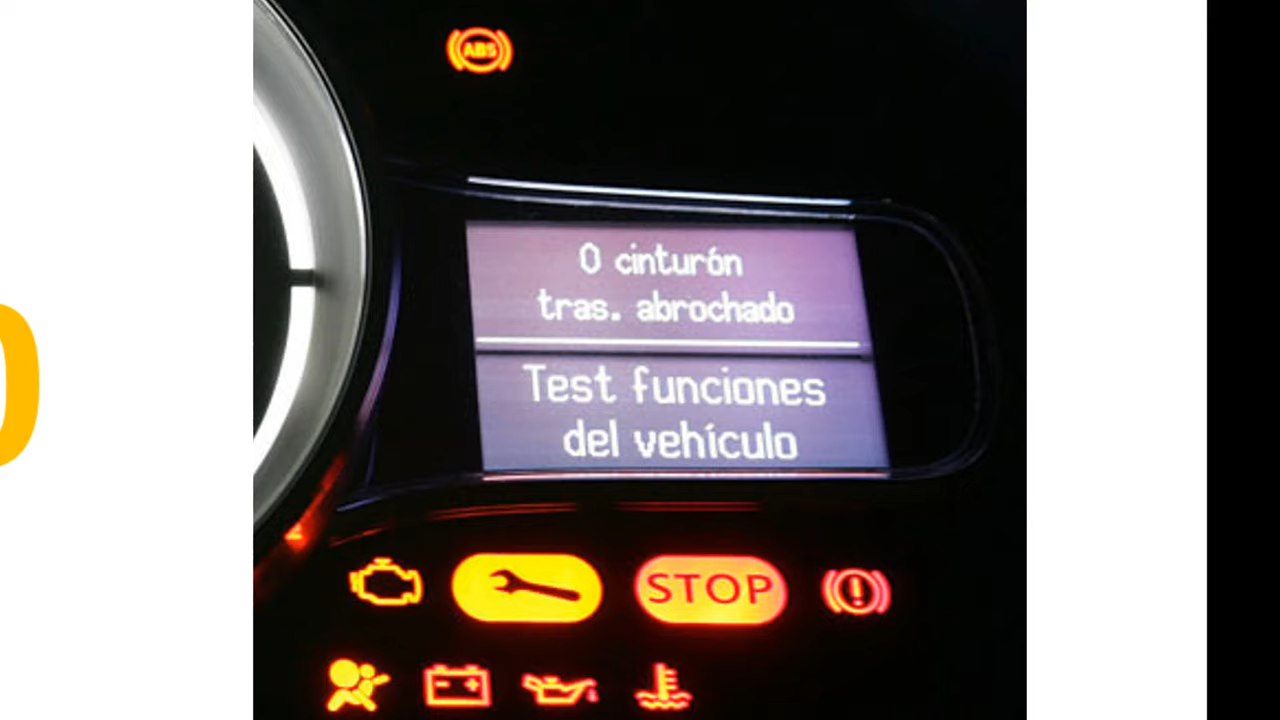 ABS
0 cinturón
tras. abrochado
Test funciones
del vehículo
STOP